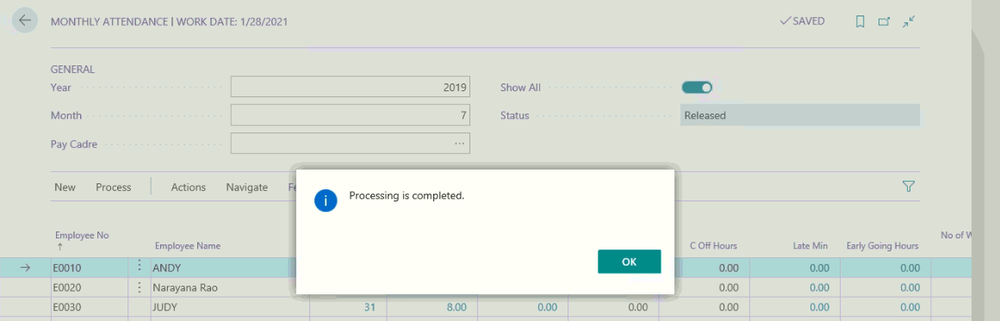 MONTHLY ATTENDANCE | WORK DATE: 1/28/2021
SAVED
GENERAL
Year 2019 Show All
Month 7 Status Released
Pay Cadre ...
New Process Actions Navigate Fe
Processing is completed.
OK
No of W
Employee No
↑ Employee Name C Off Hours Late Min Early Going Hours
→ E0010 ANDY 0.00 0.00 0.00
E0020 Narayana Rao 0.00 0.00 0.00
E0030 JUDY 31 8.00 0.00 0.00 0.00 0.00 0.00